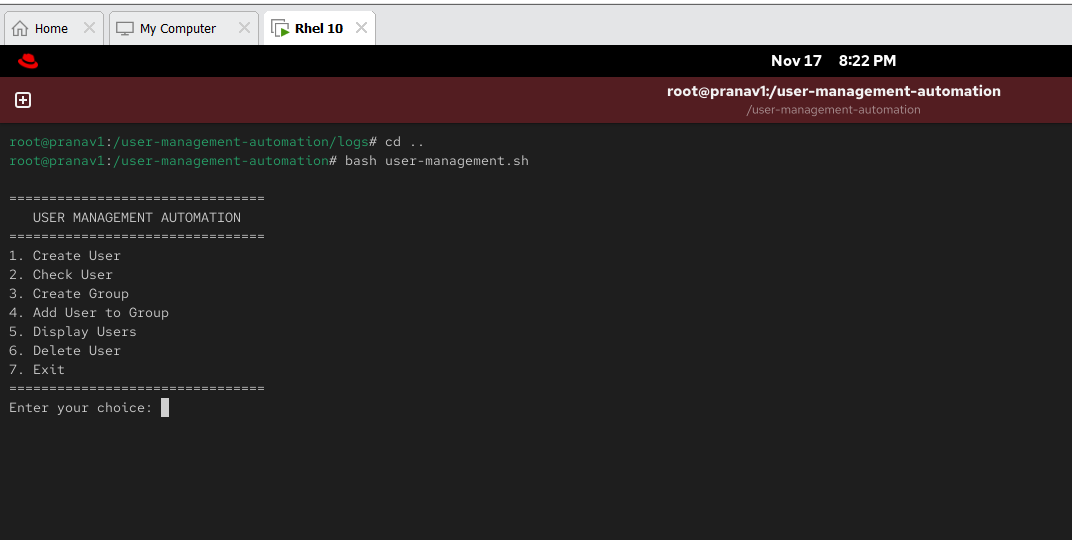 Home
My Computer
Rhel 10
Nov 17 8:22 PM
root@pranav1:/user-management-automation
/user-management-automation
root@pranav1:/user-management-automation/logs# cd ..
root@pranav1:/user-management-automation# bash user-management.sh
================================
USER MANAGEMENT AUTOMATION
================================
1. Create User
2. Check User
3. Create Group
4. Add User to Group
5. Display Users
6. Delete User
7. Exit
================================
Enter your choice: